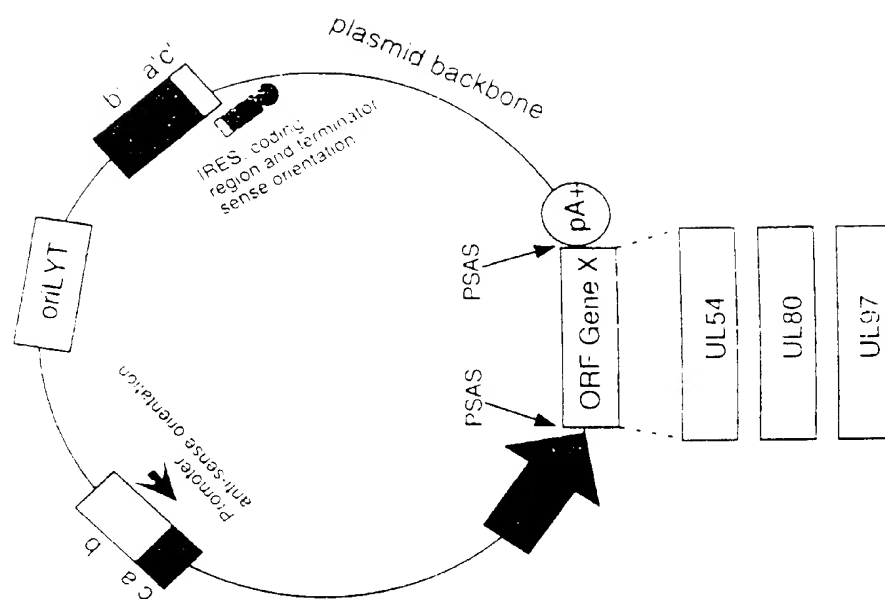 plasmid backbone
b' a'c'
IRES, coding
region and terminator
sense orientation
oriLYT
pA+
PSAS
ORF Gene X
PSAS
Promoter
anti-sense orientation
b
c a
UL54
UL80
UL97